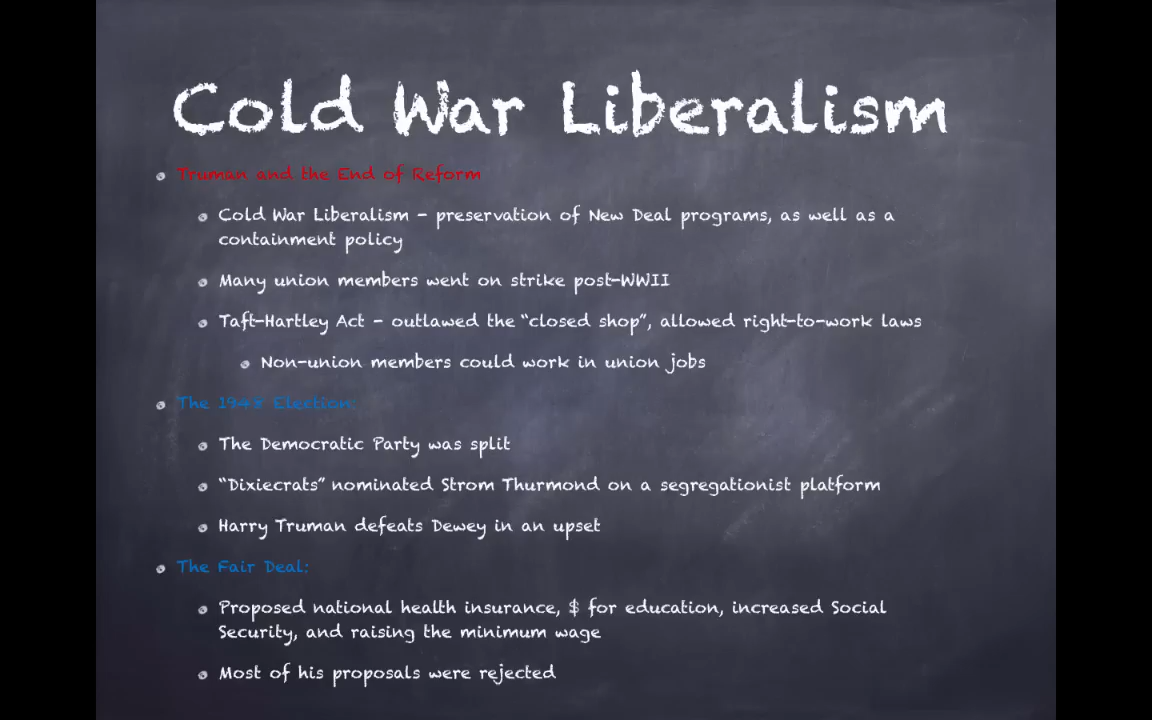 Cold War Liberalism
Truman and the End of Reform
Cold War Liberalism - preservation of New Deal programs, as well as a
containment policy
Many union members went on strike post-WWII
Taft-Hartley Act - outlawed the “closed shop”, allowed right-to-work laws
Non-union members could work in union jobs
The 1948 Election:
The Democratic Party was split
“Dixiecrats” nominated Strom Thurmond on a segregationist platform
Harry Truman defeats Dewey in an upset
The Fair Deal:
Proposed national health insurance, $ for education, increased Social
Security, and raising the minimum wage
Most of his proposals were rejected